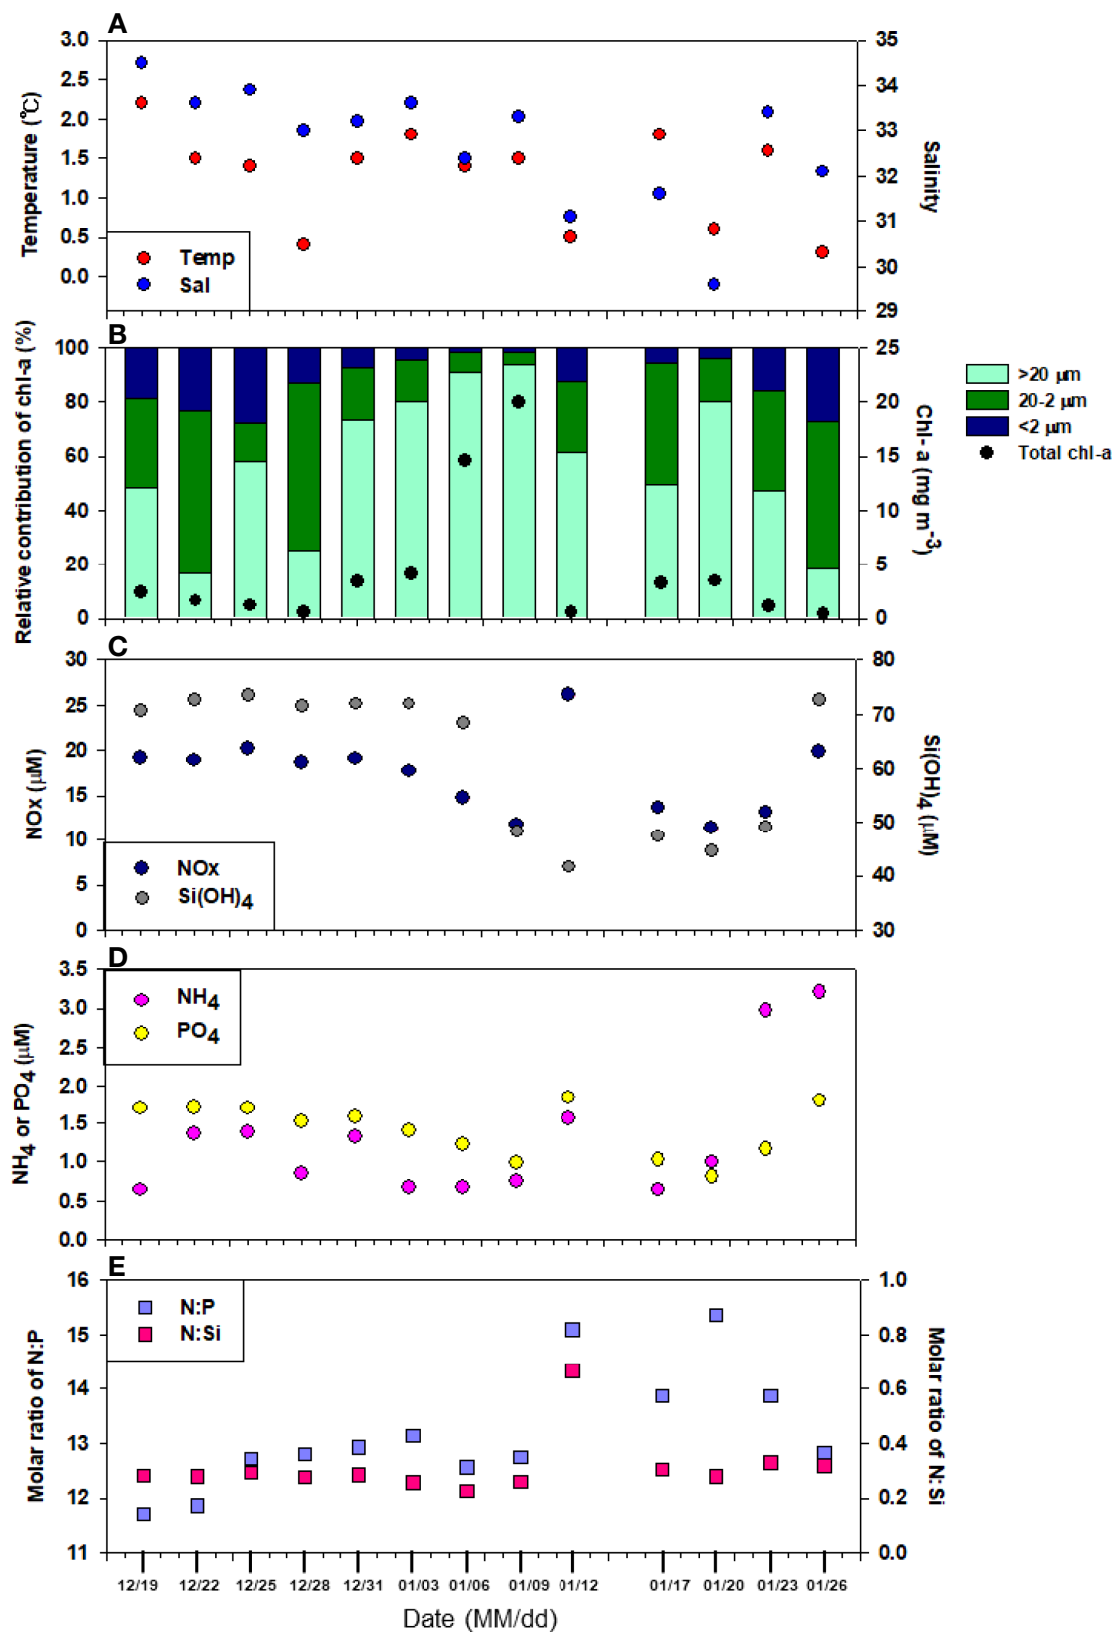 A
3.0
2.5
2.0
1.5
1.0
0.5
0.0
Temperature (℃)
35
34
33
32
31
30
29
Salinity
Temp
Sal
B
100
80
60
40
20
0
Relative contribution of chl-a (%)
25
20
15
10
5
0
Chl- a (mg m-3)
>20 μm
20-2 μm
<2 μm
Total chl-a
C
30
25
20
15
10
5
0
NOx (μM)
80
70
60
50
40
30
Si(OH)4 (μM)
NOx
Si(OH)4
D
3.5
3.0
2.5
2.0
1.5
1.0
0.5
0.0
NH4 or PO4 (μM)
NH4
PO4
E
16
15
14
13
12
11
Molar ratio of N:P
1.0
0.8
0.6
0.4
0.2
0.0
Molar ratio of N:Si
N:P
N:Si
12/19 12/22 12/25 12/28 12/31 01/03 01/06 01/09 01/12 01/17 01/20 01/23 01/26
Date (MM/dd)